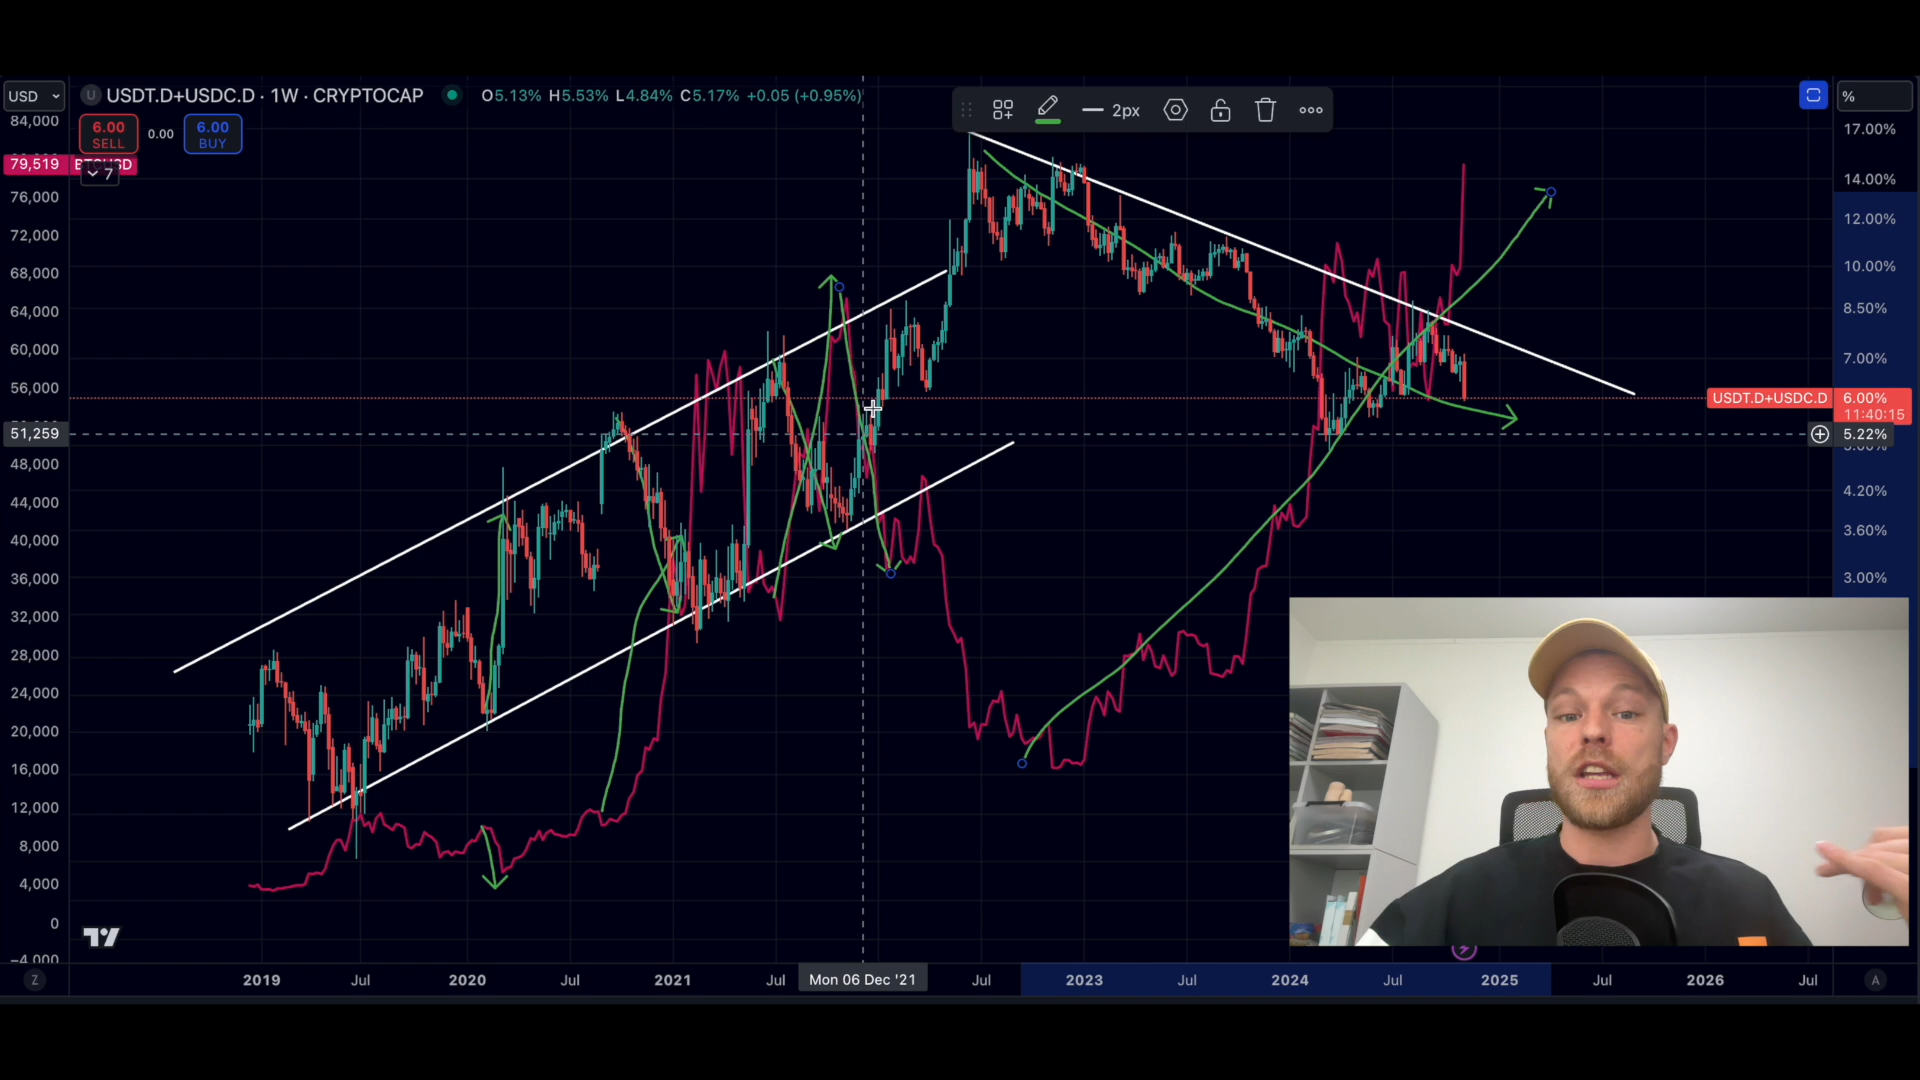 USD
USDT.D+USDC.D · 1W · CRYPTOCAP
O5.13% H5.53% L4.84% C5.17% +0.05 (+0.95%)
2px
%
6.00
SELL
0.00
6.00
BUY
84,000
79,519
BTCUSD
7
76,000
72,000
68,000
64,000
60,000
56,000
51,259
48,000
44,000
40,000
36,000
32,000
28,000
24,000
20,000
16,000
12,000
8,000
4,000
0
−4,000
17.00%
14.00%
12.00%
10.00%
8.50%
7.00%
USDT.D+USDC.D
6.00%
11:40:15
5.22%
5.00%
4.20%
3.60%
3.00%
Z
2019
Jul
2020
Jul
2021
Jul
Mon 06 Dec '21
Jul
2023
Jul
2024
Jul
2025
Jul
2026
Jul
A